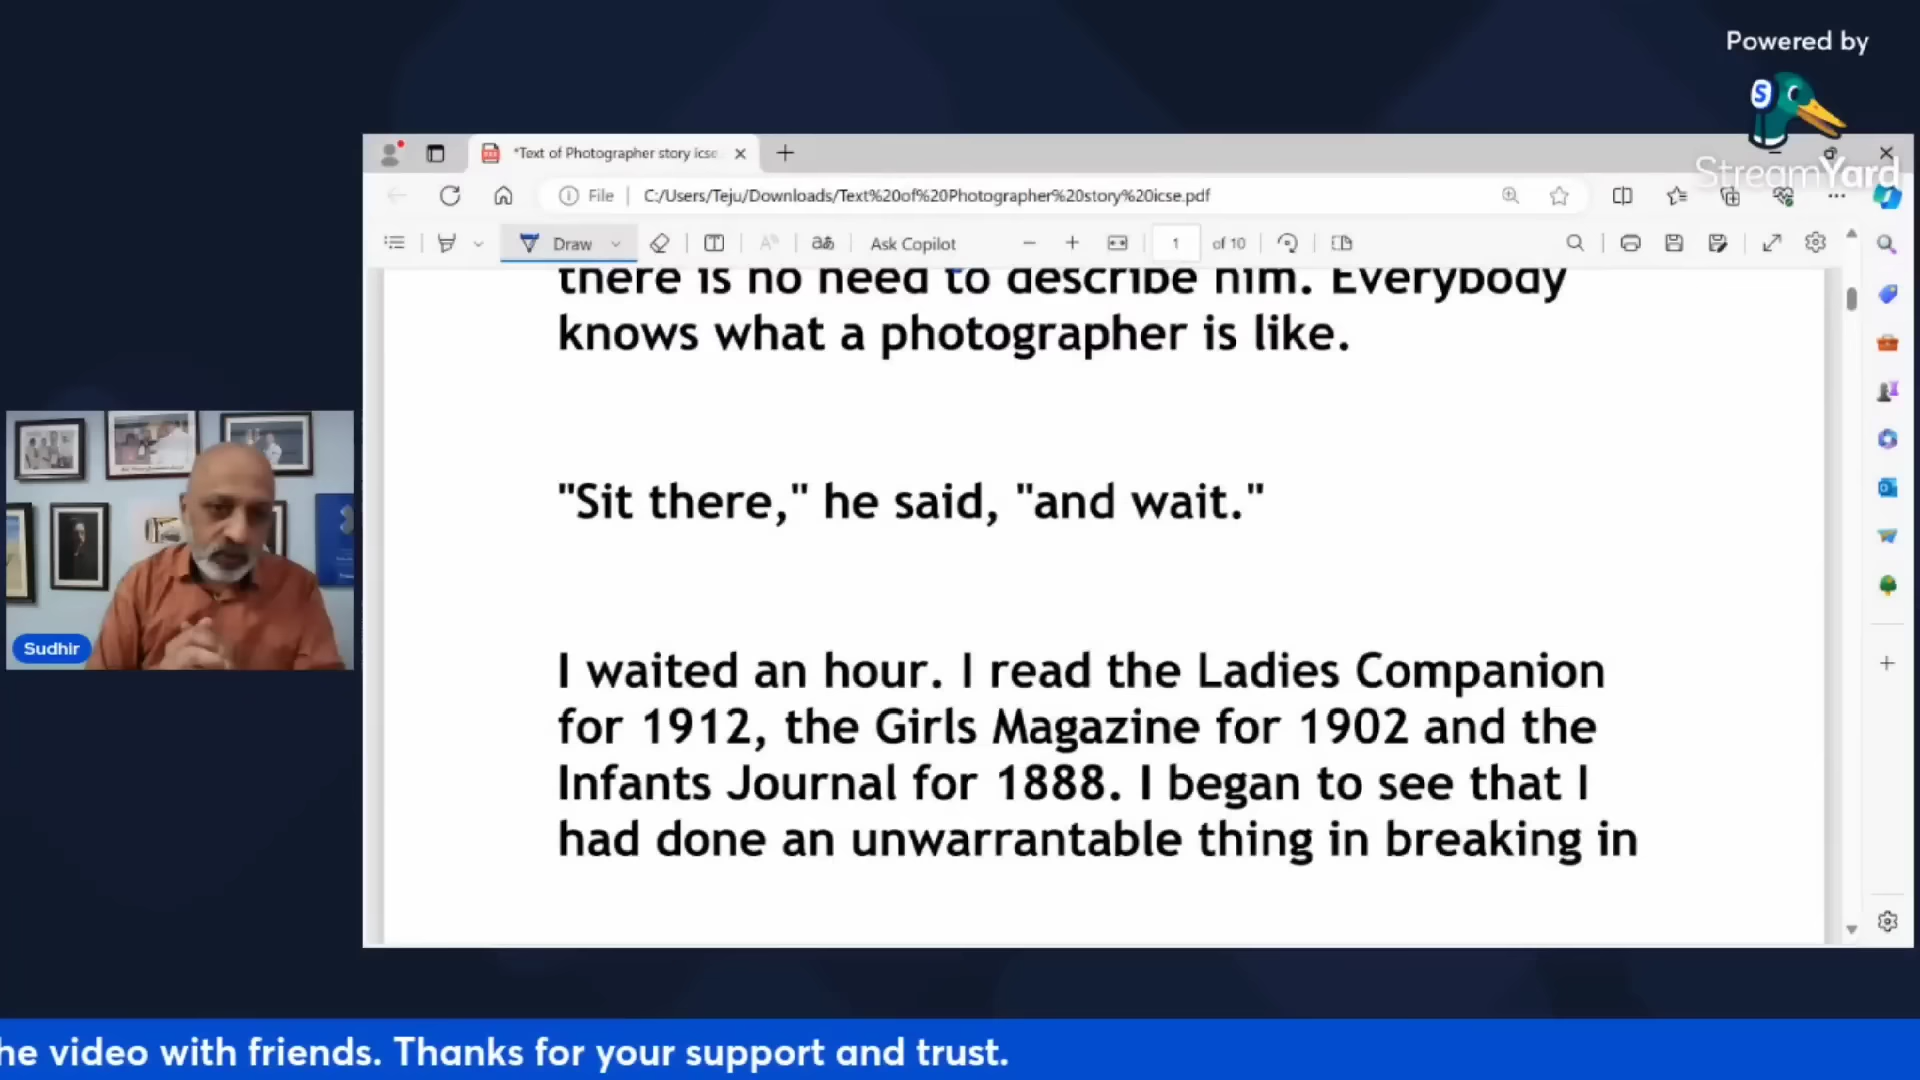 Powered by
StreamYard
*Text of Photographer story icse
File
C:/Users/Teju/Downloads/Text%20of%20Photographer%20story%20icse.pdf
Draw
Ask Copilot
1 of 10
there is no need to describe him. Everybody
knows what a photographer is like.
"Sit there," he said, "and wait."
I waited an hour. I read the Ladies Companion
for 1912, the Girls Magazine for 1902 and the
Infants Journal for 1888. I began to see that I
had done an unwarrantable thing in breaking in
Sudhir
he video with friends. Thanks for your support and trust.